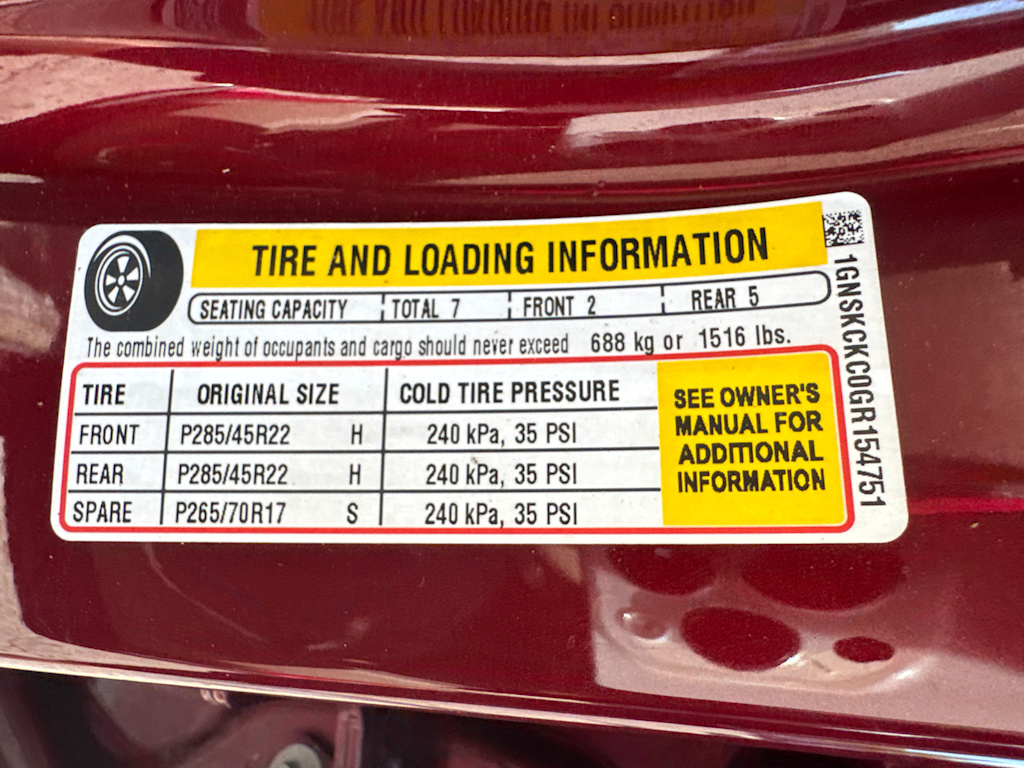 TIRE AND LOADING INFORMATION
SEATING CAPACITY TOTAL 7 FRONT 2 REAR 5
The combined weight of occupants and cargo should never exceed 688 kg or 1516 lbs.
TIRE ORIGINAL SIZE COLD TIRE PRESSURE
FRONT P285/45R22 H 240 kPa, 35 PSI
REAR P285/45R22 H 240 kPa, 35 PSI
SPARE P265/70R17 S 240 kPa, 35 PSI
SEE OWNER'S
MANUAL FOR
ADDITIONAL
INFORMATION
1GNSKCKC0GR154751